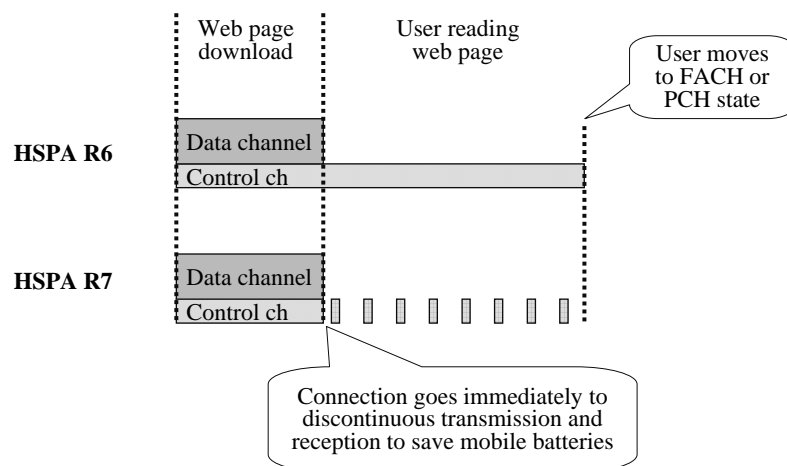 Web page
download
User reading
web page
User moves
to FACH or
PCH state
HSPA R6
Data channel
Control ch
HSPA R7
Data channel
Control ch
Connection goes immediately to
discontinuous transmission and
reception to save mobile batteries